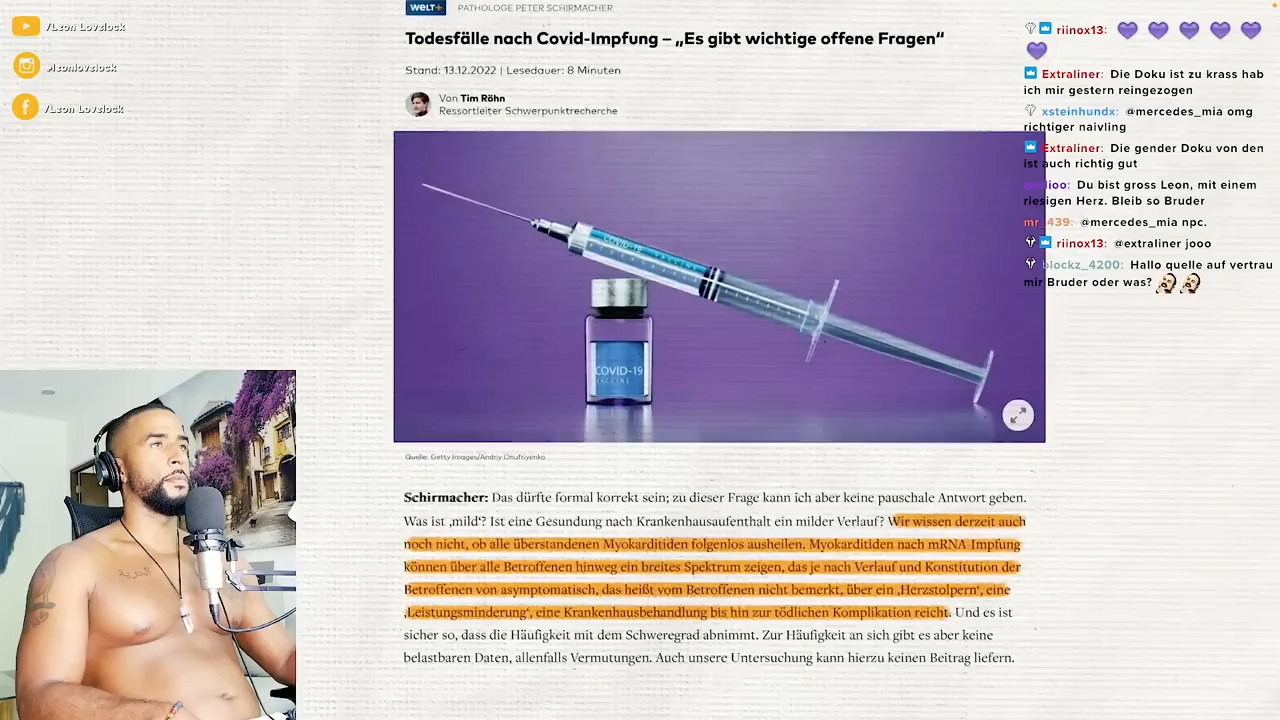 /Leon Lovelock
leonlovelock
/Leon Lovelock
welt+ PATHOLOGE PETER SCHIRMACHER
Todesfälle nach Covid-Impfung – „Es gibt wichtige offene Fragen“
Stand: 13.12.2022 | Lesedauer: 8 Minuten
Von Tim Röhn
Ressortleiter Schwerpunktrecherche
COVID-19
COVID-19
VACCINE
Quelle: Getty Images/Andriy Onufriyenko
Schirmacher: Das dürfte formal korrekt sein; zu dieser Frage kann ich aber keine pauschale Antwort geben.
Was ist ‚mild‘? Ist eine Gesundung nach Krankenhausaufenthalt ein milder Verlauf? Wir wissen derzeit auch
noch nicht, ob alle überstandenen Myokarditiden folgenlos ausheilen. Myokarditiden nach mRNA-Impfung
können über alle Betroffenen hinweg ein breites Spektrum zeigen, das je nach Verlauf und Konstitution der
Betroffenen von asymptomatisch, das heißt vom Betroffenen nicht bemerkt, über ein ‚Herzstolpern‘, eine
‚Leistungsminderung‘, eine Krankenhausbehandlung bis hin zur tödlichen Komplikation reicht. Und es ist
sicher so, dass die Häufigkeit mit dem Schweregrad abnimmt. Zur Häufigkeit an sich gibt es aber keine
belastbaren Daten, allenfalls Vermutungen. Auch unsere Untersuchung kann hierzu keinen Beitrag liefern.
riinox13:
Extraliner: Die Doku ist zu krass hab
ich mir gestern reingezogen
xsteinhundx: @mercedes_mia omg
richtiger naivling
Extraliner: Die gender Doku von den
ist auch richtig gut
Du bist gross Leon, mit einem
riesigen Herz. Bleib so Bruder
mr_439: @mercedes_mia npc.
riinox13: @extraliner jooo
blockz_4200: Hallo quelle auf vertrau
mir Bruder oder was?